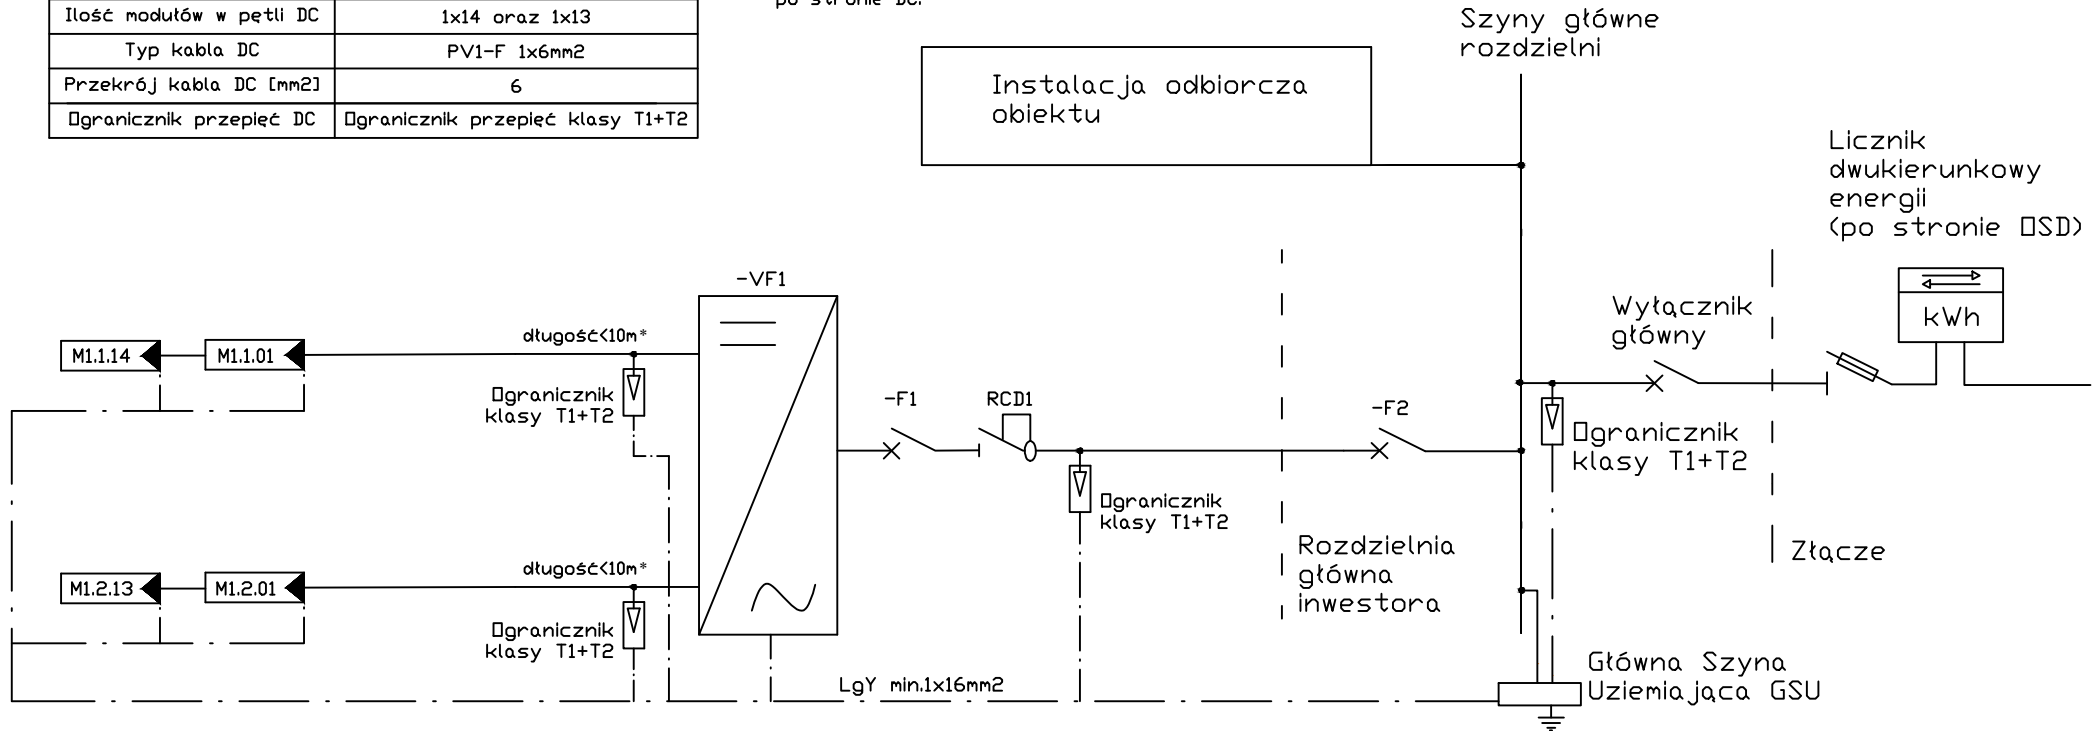 Ilość modułów w pętli DC 1x14 oraz 1x13
Typ kabla DC PV1-F 1x6mm2
Przekrój kabla DC [mm2] 6
Ogranicznik przepięć DC Ogranicznik przepięć klasy T1+T2
po stronie DC.
Szyny główne
rozdzielni
Instalacja odbiorcza
obiektu
Licznik
dwukierunkowy
energii
(po stronie OSD)
kWh
Wyłącznik
główny
-VF1
długość<10m*
M1.1.14
M1.1.01
Ogranicznik
klasy T1+T2
-F1
RCD1
-F2
Ogranicznik
klasy T1+T2
Ogranicznik
klasy T1+T2
Rozdzielnia
główna
inwestora
Złącze
długość<10m*
M1.2.13
M1.2.01
Ogranicznik
klasy T1+T2
LgY min.1x16mm2
Główna Szyna
Uziemiająca GSU